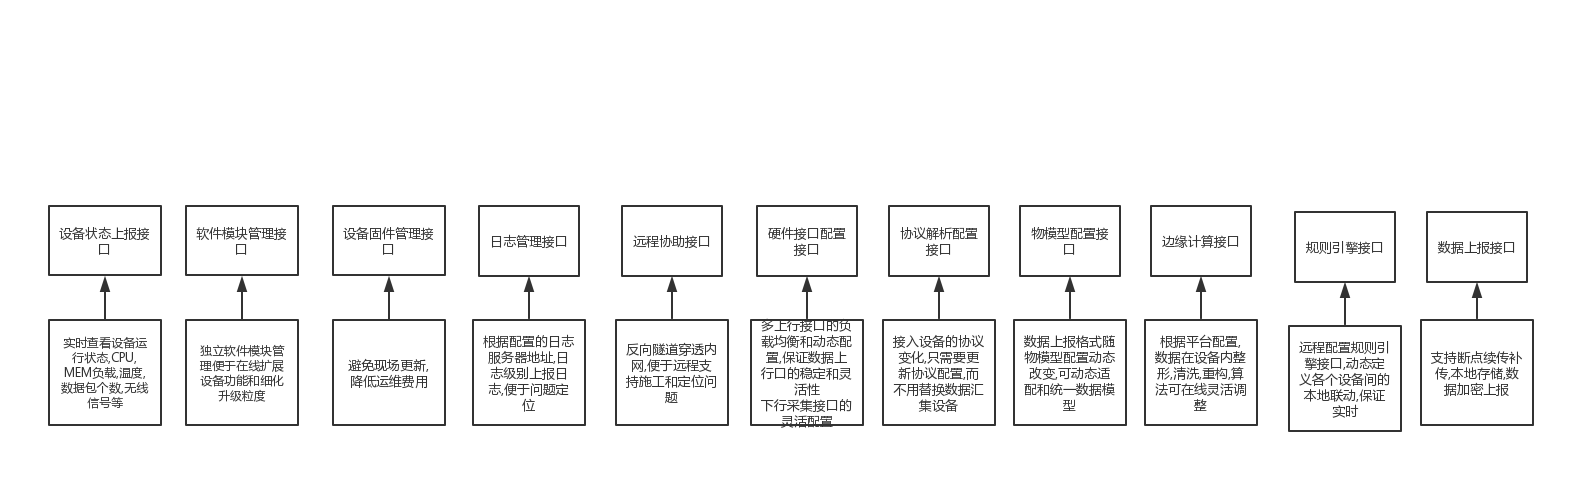 设备状态上报接
口
软件模块管理接
口
设备固件管理接
口
日志管理接口
远程协助接口
硬件接口配置
接口
协议解析配置
接口
物模型配置接
口
边缘计算接口
规则引擎接口
数据上报接口
实时查看设备运
行状态,CPU,
MEM负载,温度,
数据包个数,无线
信号等
独立软件模块管
理便于在线扩展
设备功能和细化
升级粒度
避免现场更新,
降低运维费用
根据配置的日志
服务器地址,日
志级别上报日
志,便于问题定
位
反向隧道穿透内
网,便于远程支
持施工和定位问
题
多上行接口的负
载均衡和动态配
置,保证数据上
行口的稳定和灵
活性
下行采集接口的
灵活配置
接入设备的协议
变化,只需要更
新协议配置,而
不用替换数据汇
集设备
数据上报格式随
物模型配置动态
改变,可动态适
配和统一数据模
型
根据平台配置,
数据在设备内整
形,清洗,重构,算
法可在线灵活调
整
远程配置规则引
擎接口,动态定
义各个设备间的
本地联动,保证
实时
支持断点续传补
传,本地存储,数
据加密上报